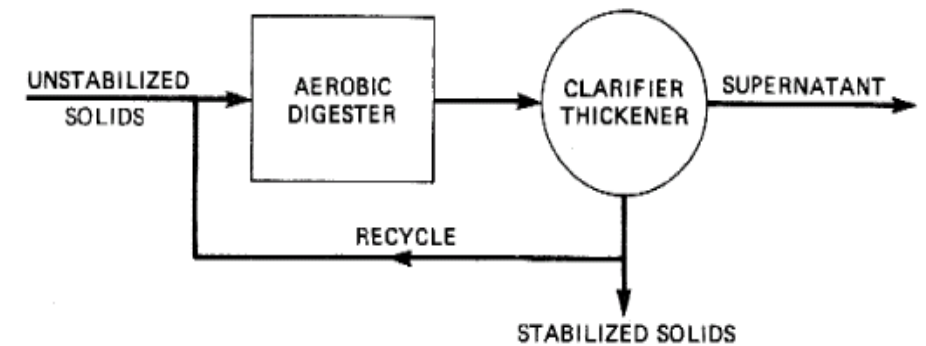 UNSTABILIZED
SOLIDS
AEROBIC
DIGESTER
CLARIFIER
THICKENER
SUPERNATANT
RECYCLE
STABILIZED SOLIDS